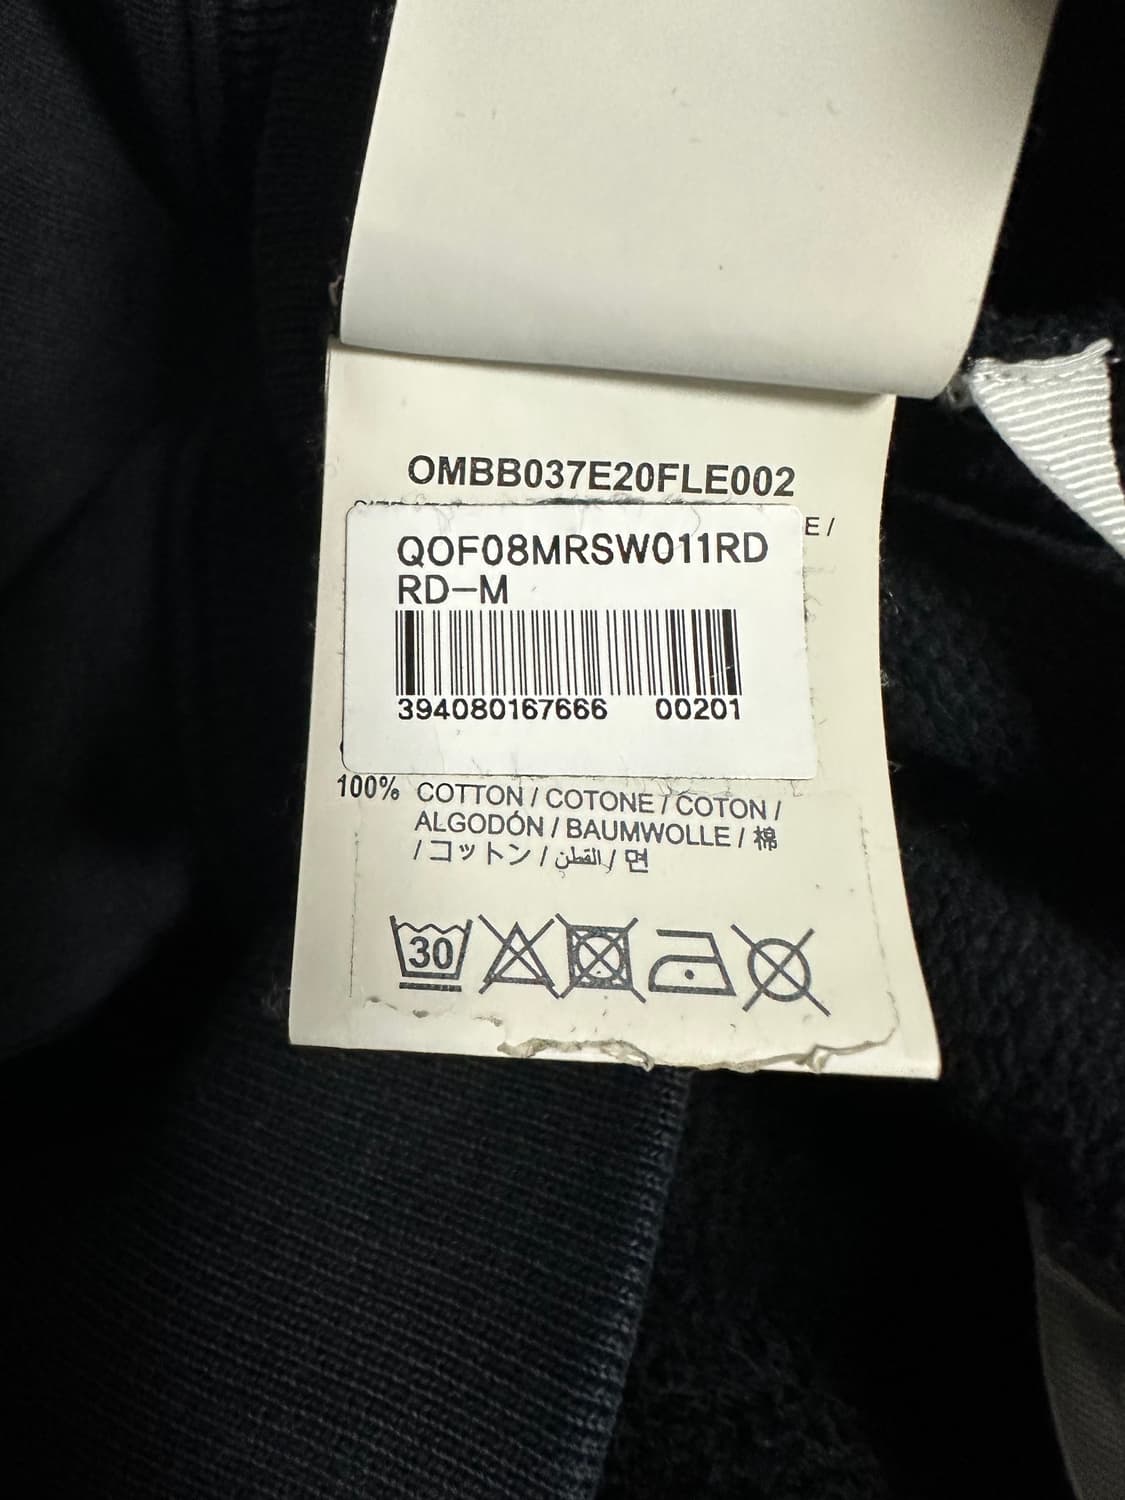 OMBB037E20FLE002
E /
QOF08MRSW011RD
RD-M
394080167666 00201
100% COTTON / COTONE / COTON /
ALGODÓN / BAUMWOLLE / 棉
/ コットン / القطن / 면
30